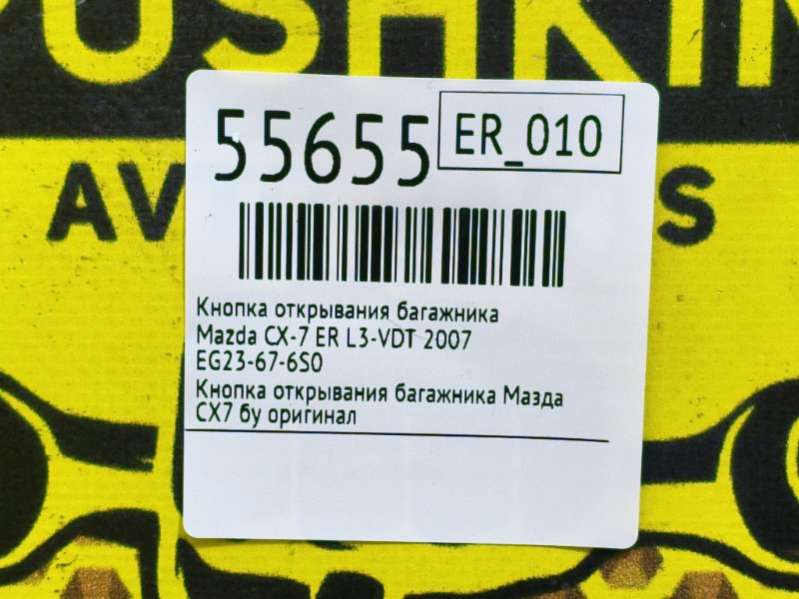 55655
ER_010
Кнопка открывания багажника
Mazda CX-7 ER L3-VDT 2007
EG23-67-6S0
Кнопка открывания багажника Мазда
СХ7 бу оригинал